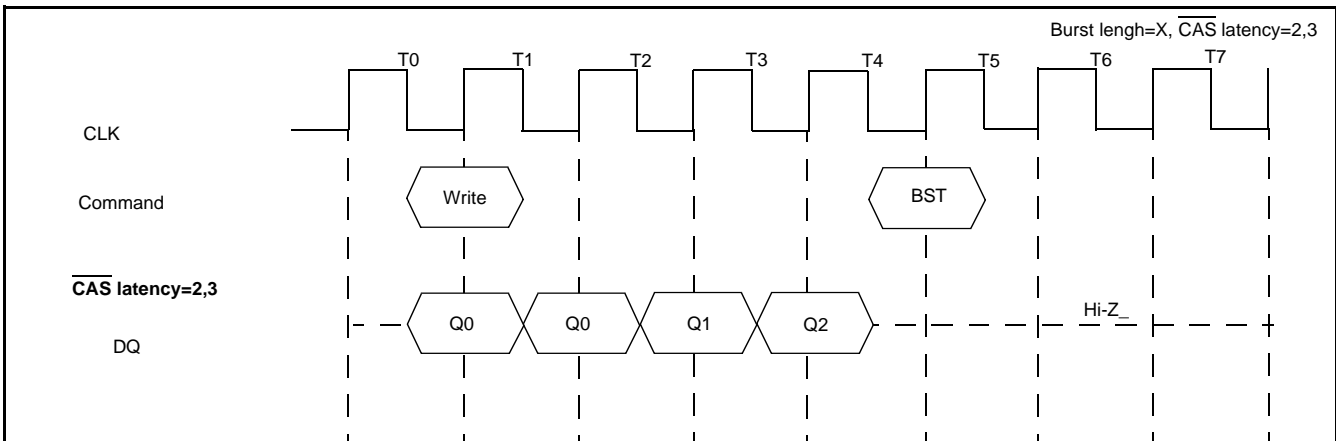 Burst lengh=X, CAS latency=2,3
T0 T1 T2 T3 T4 T5 T6 T7
CLK
Command
Write
BST
CAS latency=2,3
DQ
Q0 Q0 Q1 Q2
Hi-Z_